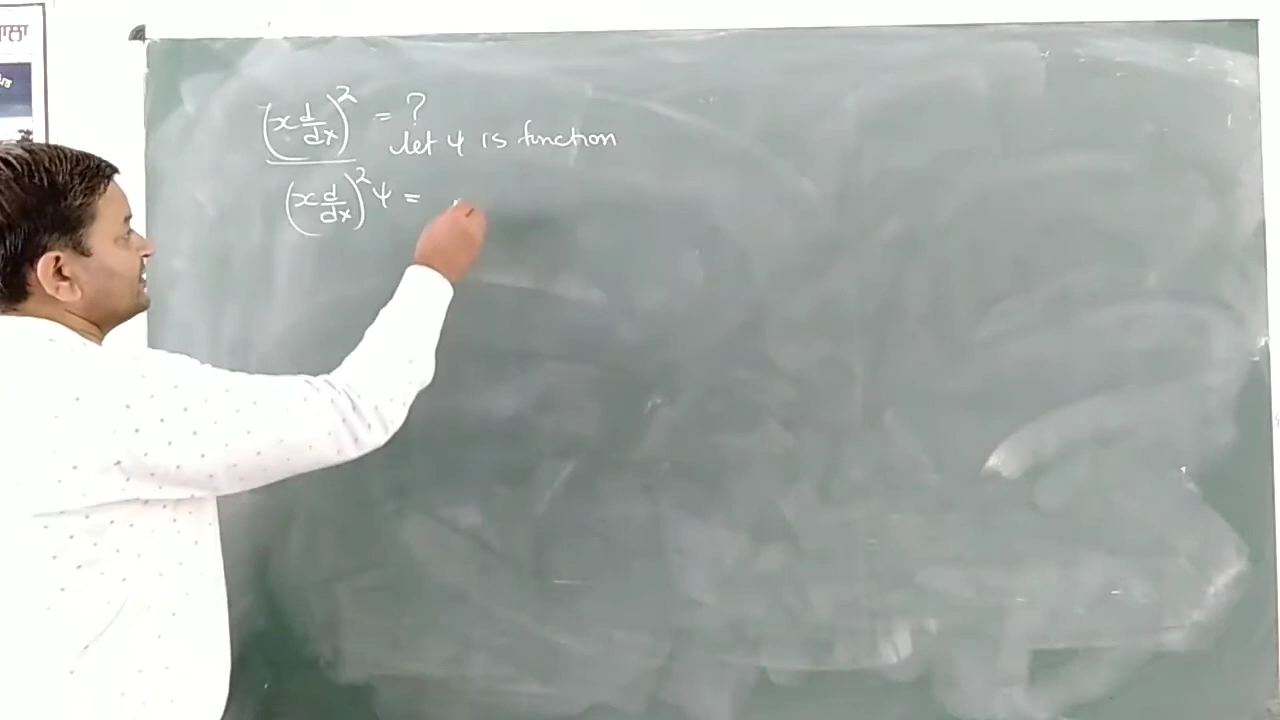 ਾਲਾ
(x d/dx)² = ?
let ψ is function
(x d/dx)² ψ =